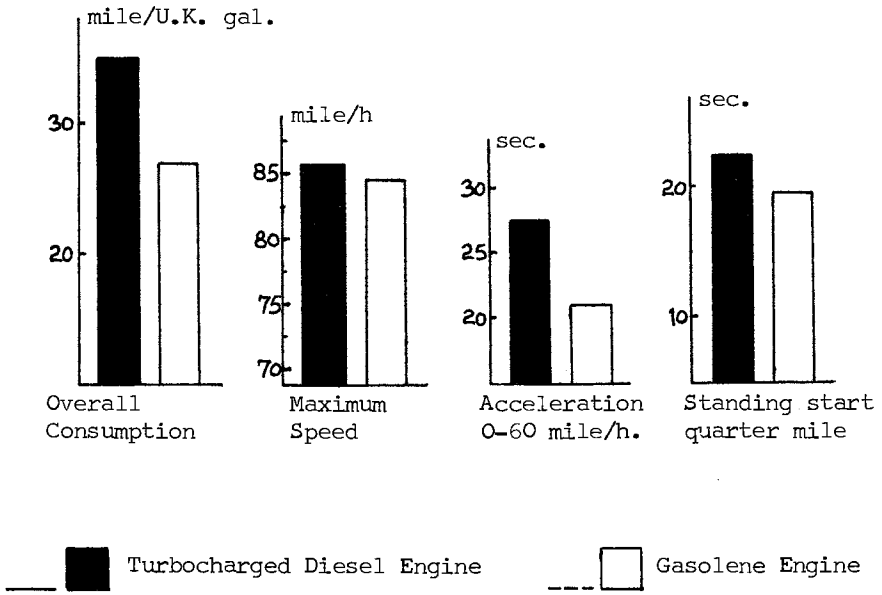 mile/U.K. gal.
30
20
Overall
Consumption
mile/h
85
80
75
70
Maximum
Speed
sec.
30
25
20
Acceleration
0-60 mile/h.
sec.
20
10
Standing start
quarter mile
Turbocharged Diesel Engine
Gasolene Engine